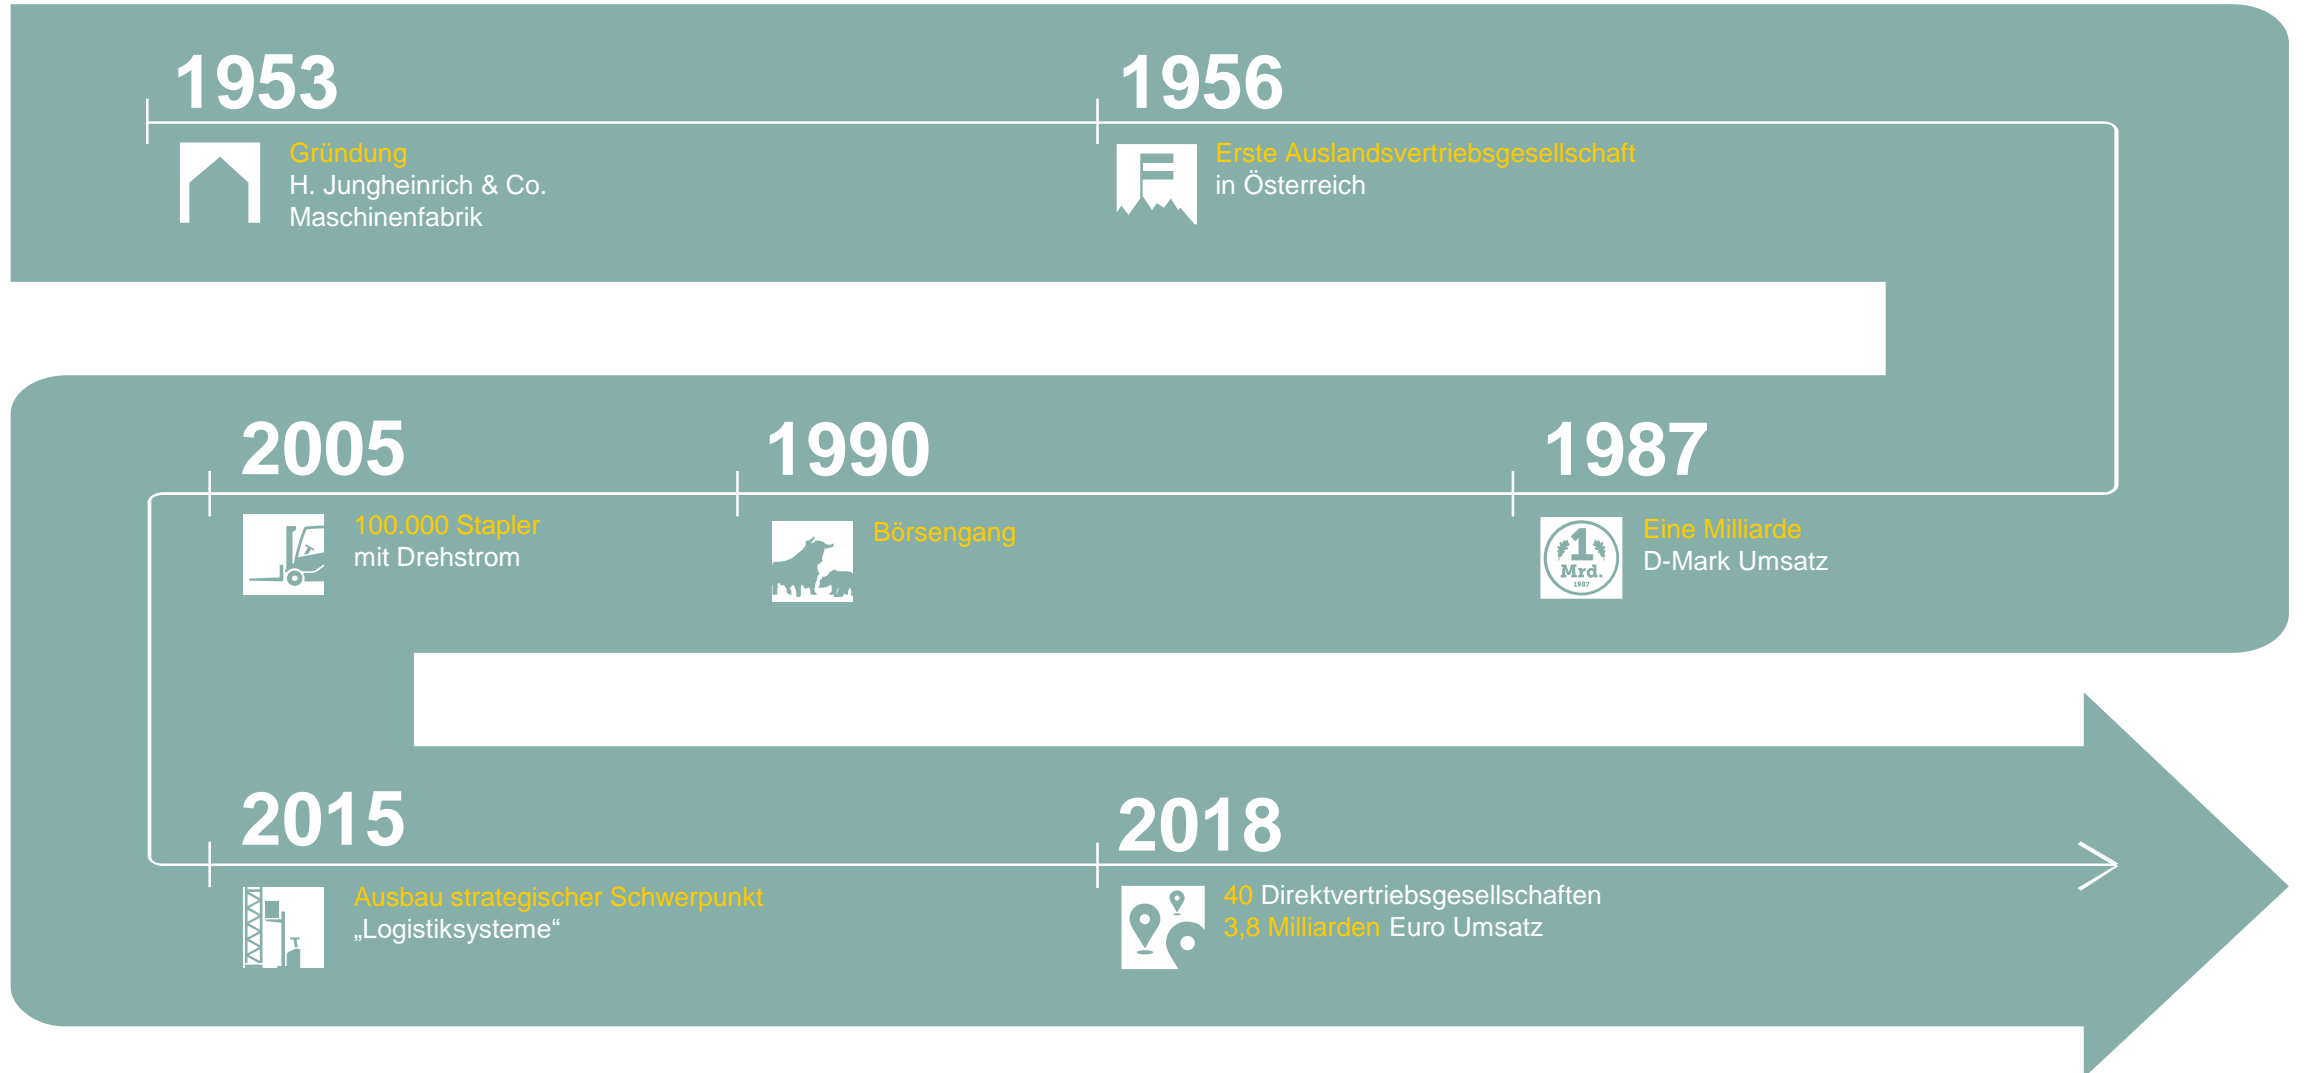 1953
Gründung
H. Jungheinrich & Co.
Maschinenfabrik
1956
Erste Auslandsvertriebsgesellschaft
in Österreich
1987
1
Mrd.
1987
Eine Milliarde
D-Mark Umsatz
1990
Börsengang
2005
100.000 Stapler
mit Drehstrom
2015
Ausbau strategischer Schwerpunkt
„Logistiksysteme“
2018
40 Direktvertriebsgesellschaften
3,8 Milliarden Euro Umsatz